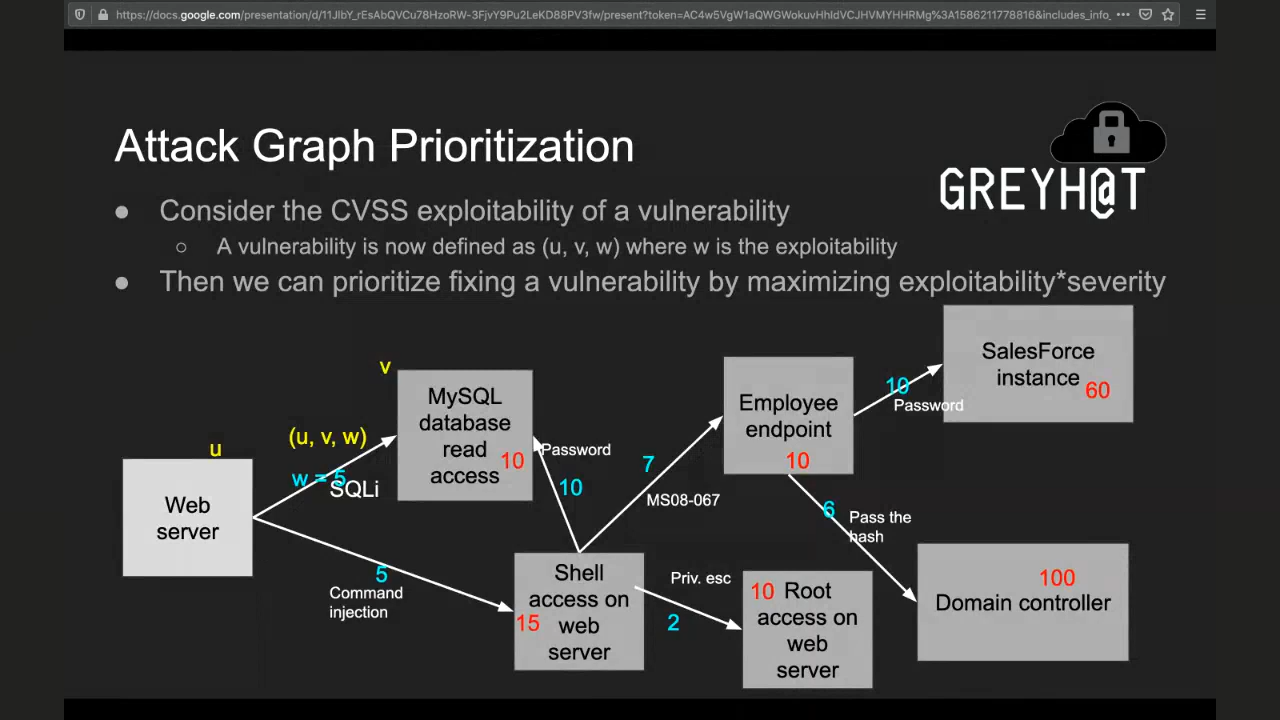 https://docs.google.com/presentation/d/11JlbY_rEsAbQVCu78HzoRW-3FjvY9Pu2LeKD88PV3fw/present?token=AC4w5VgW1aQWGWokuvHhIdVCJHVMYHHRMg%3A1586211778816&includes_info_
Attack Graph Prioritization
GREYH@T
● Consider the CVSS exploitability of a vulnerability
○ A vulnerability is now defined as (u, v, w) where w is the exploitability
● Then we can prioritize fixing a vulnerability by maximizing exploitability*severity
u
Web
server
(u, v, w)
w = 5
SQLi
v
MySQL
database
read
access
10
5
Command
injection
Password
10
Shell
access on
web
server
15
7
MS08-067
Priv. esc
2
10
Root
access on
web
server
Employee
endpoint
10
10
Password
SalesForce
instance
60
6
Pass the
hash
100
Domain controller